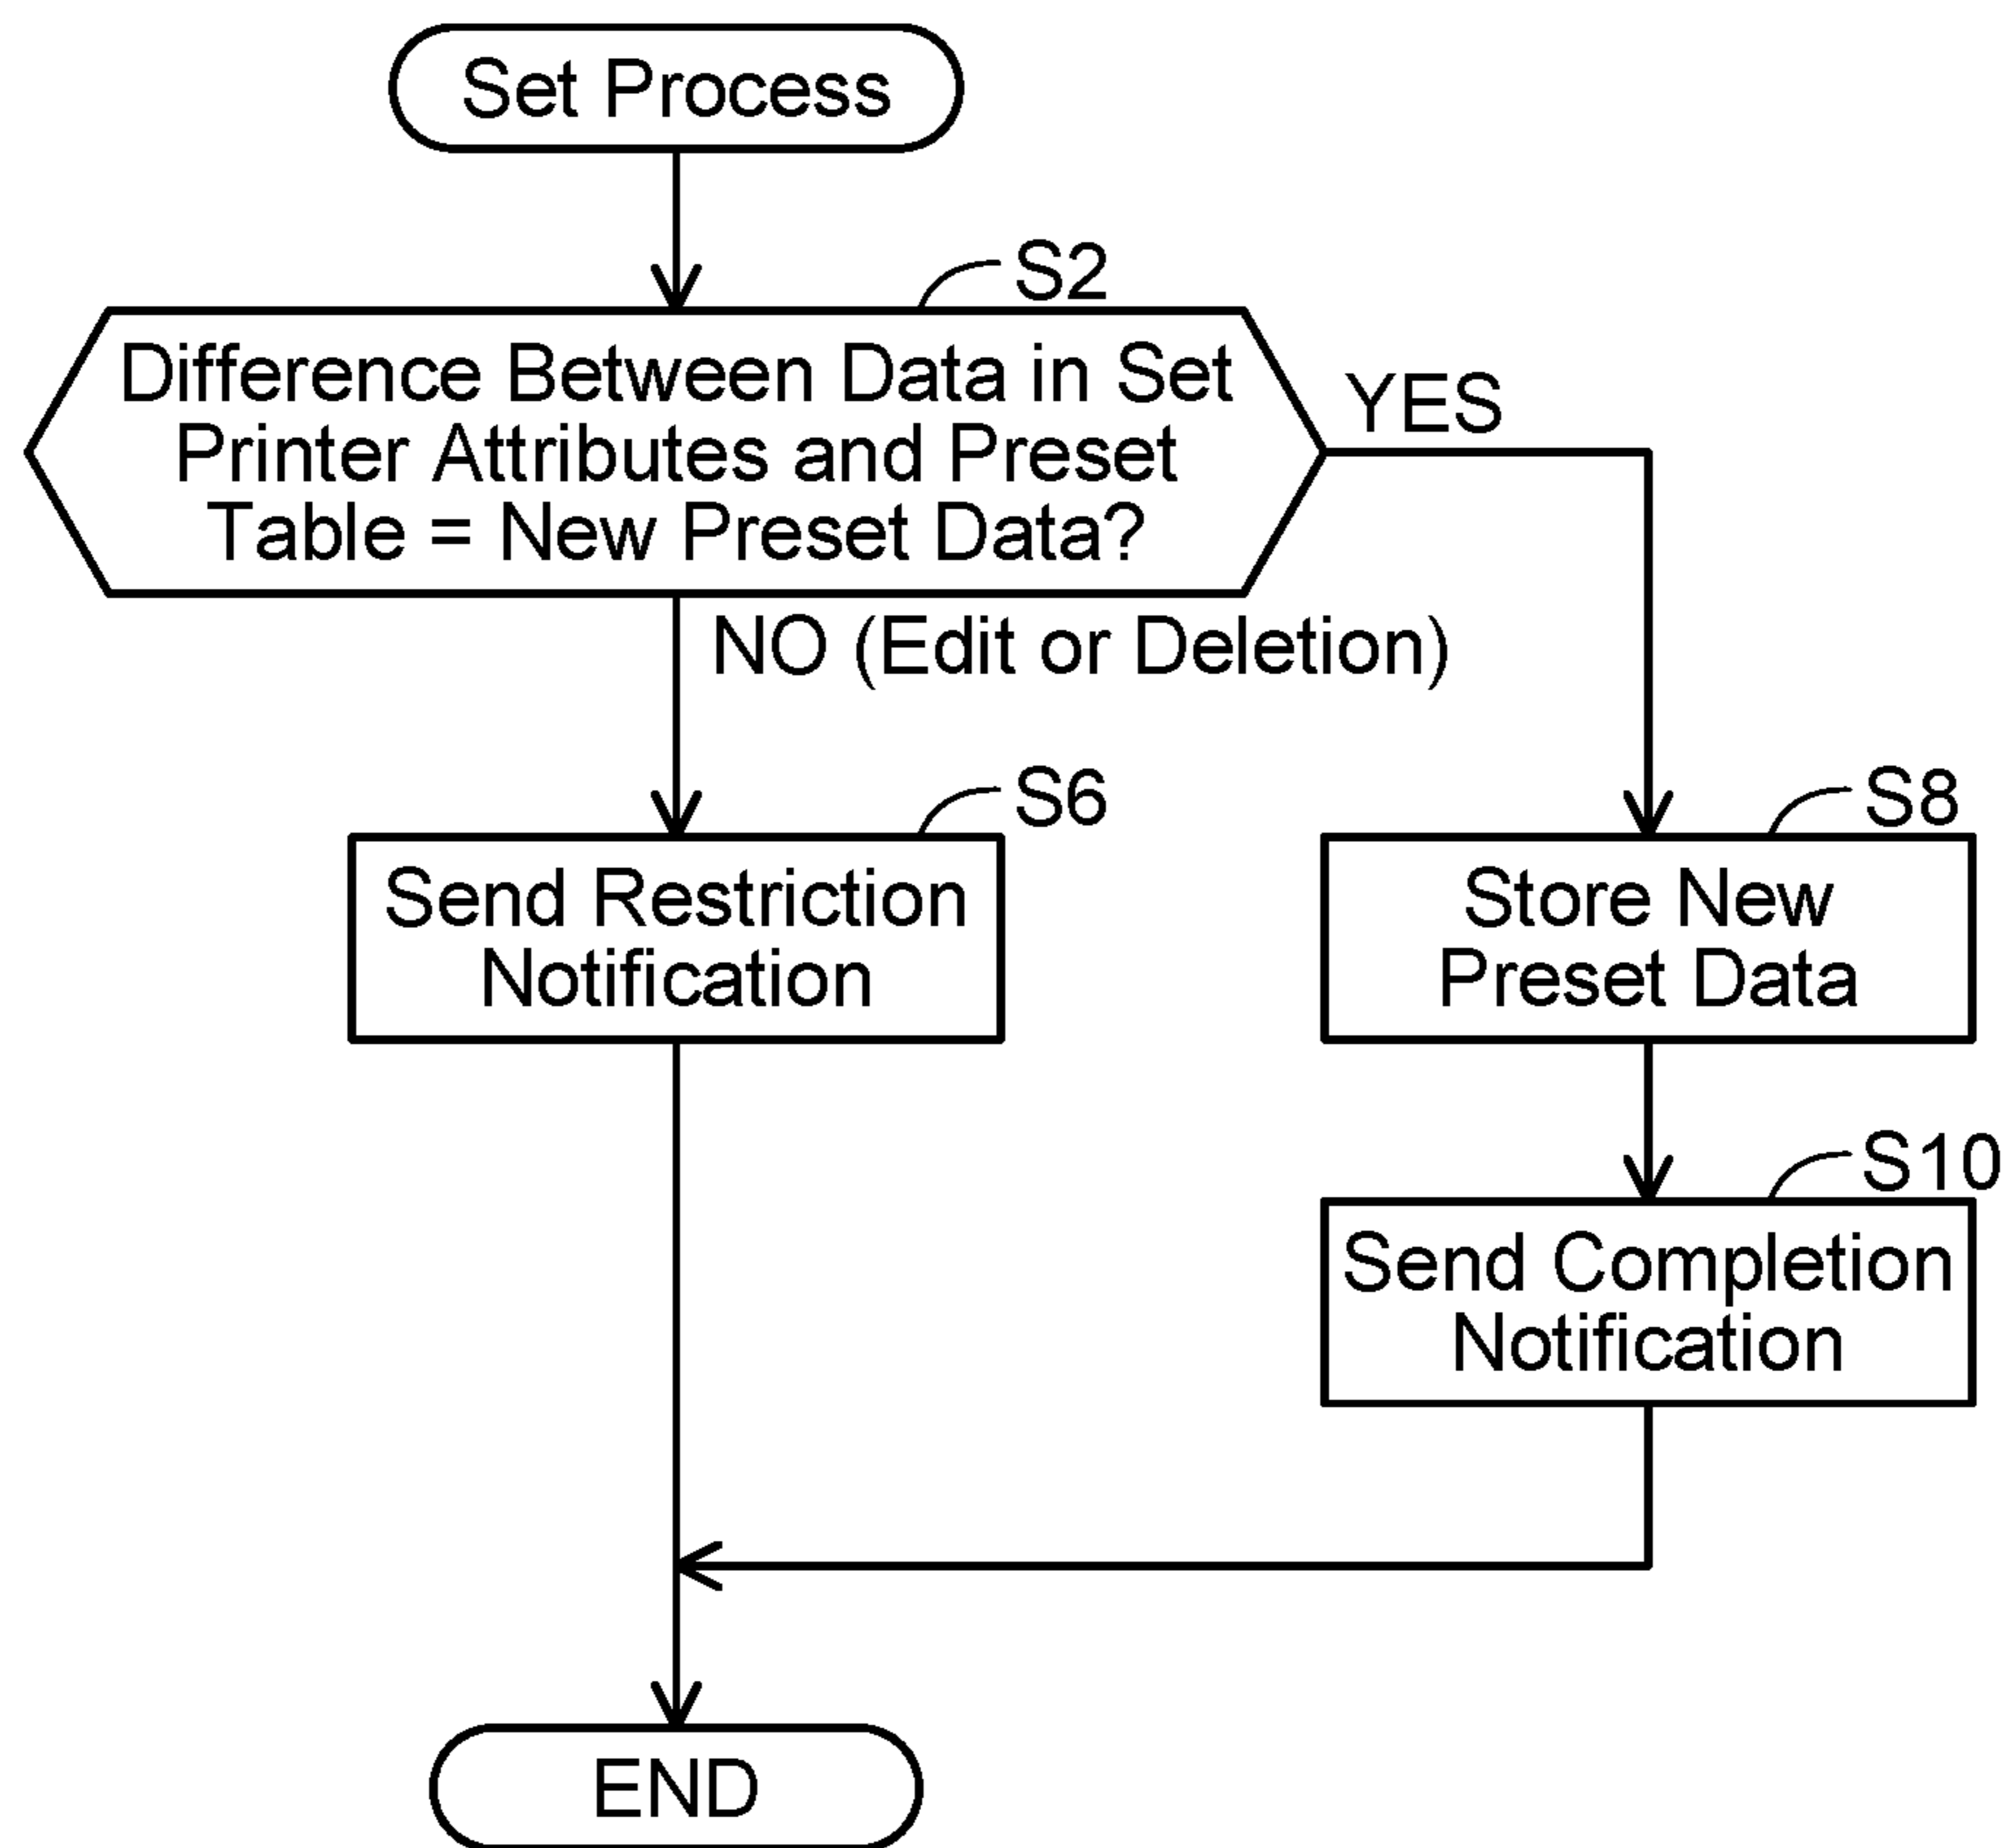 Set Process
S2
Difference Between Data in Set
Printer Attributes and Preset
Table = New Preset Data?
YES
NO (Edit or Deletion)
S6
Send Restriction
Notification
S8
Store New
Preset Data
S10
Send Completion
Notification
END